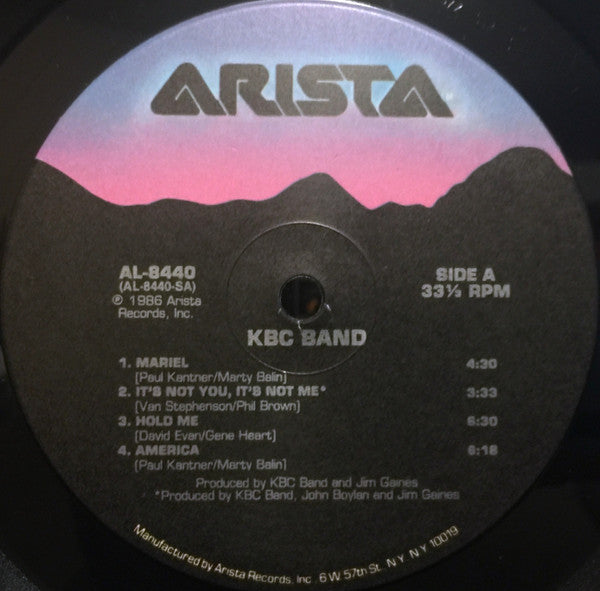 ARISTA
AL-8440
(AL-8440-SA)
℗ 1986 Arista
Records, Inc.
SIDE A
33⅓ RPM
KBC BAND
1. MARIEL 4:30
[Paul Kantner/Marty Balin]
2. IT'S NOT YOU, IT'S NOT ME* 3:33
[Van Stephenson/Phil Brown]
3. HOLD ME 6:30
[David Evan/Gene Heart]
4. AMERICA 6:18
[Paul Kantner/Marty Balin]
Produced by KBC Band and Jim Gaines
*Produced by KBC Band, John Boylan and Jim Gaines
Manufactured by Arista Records, Inc. 6 W. 57th St. N.Y. N.Y. 10019